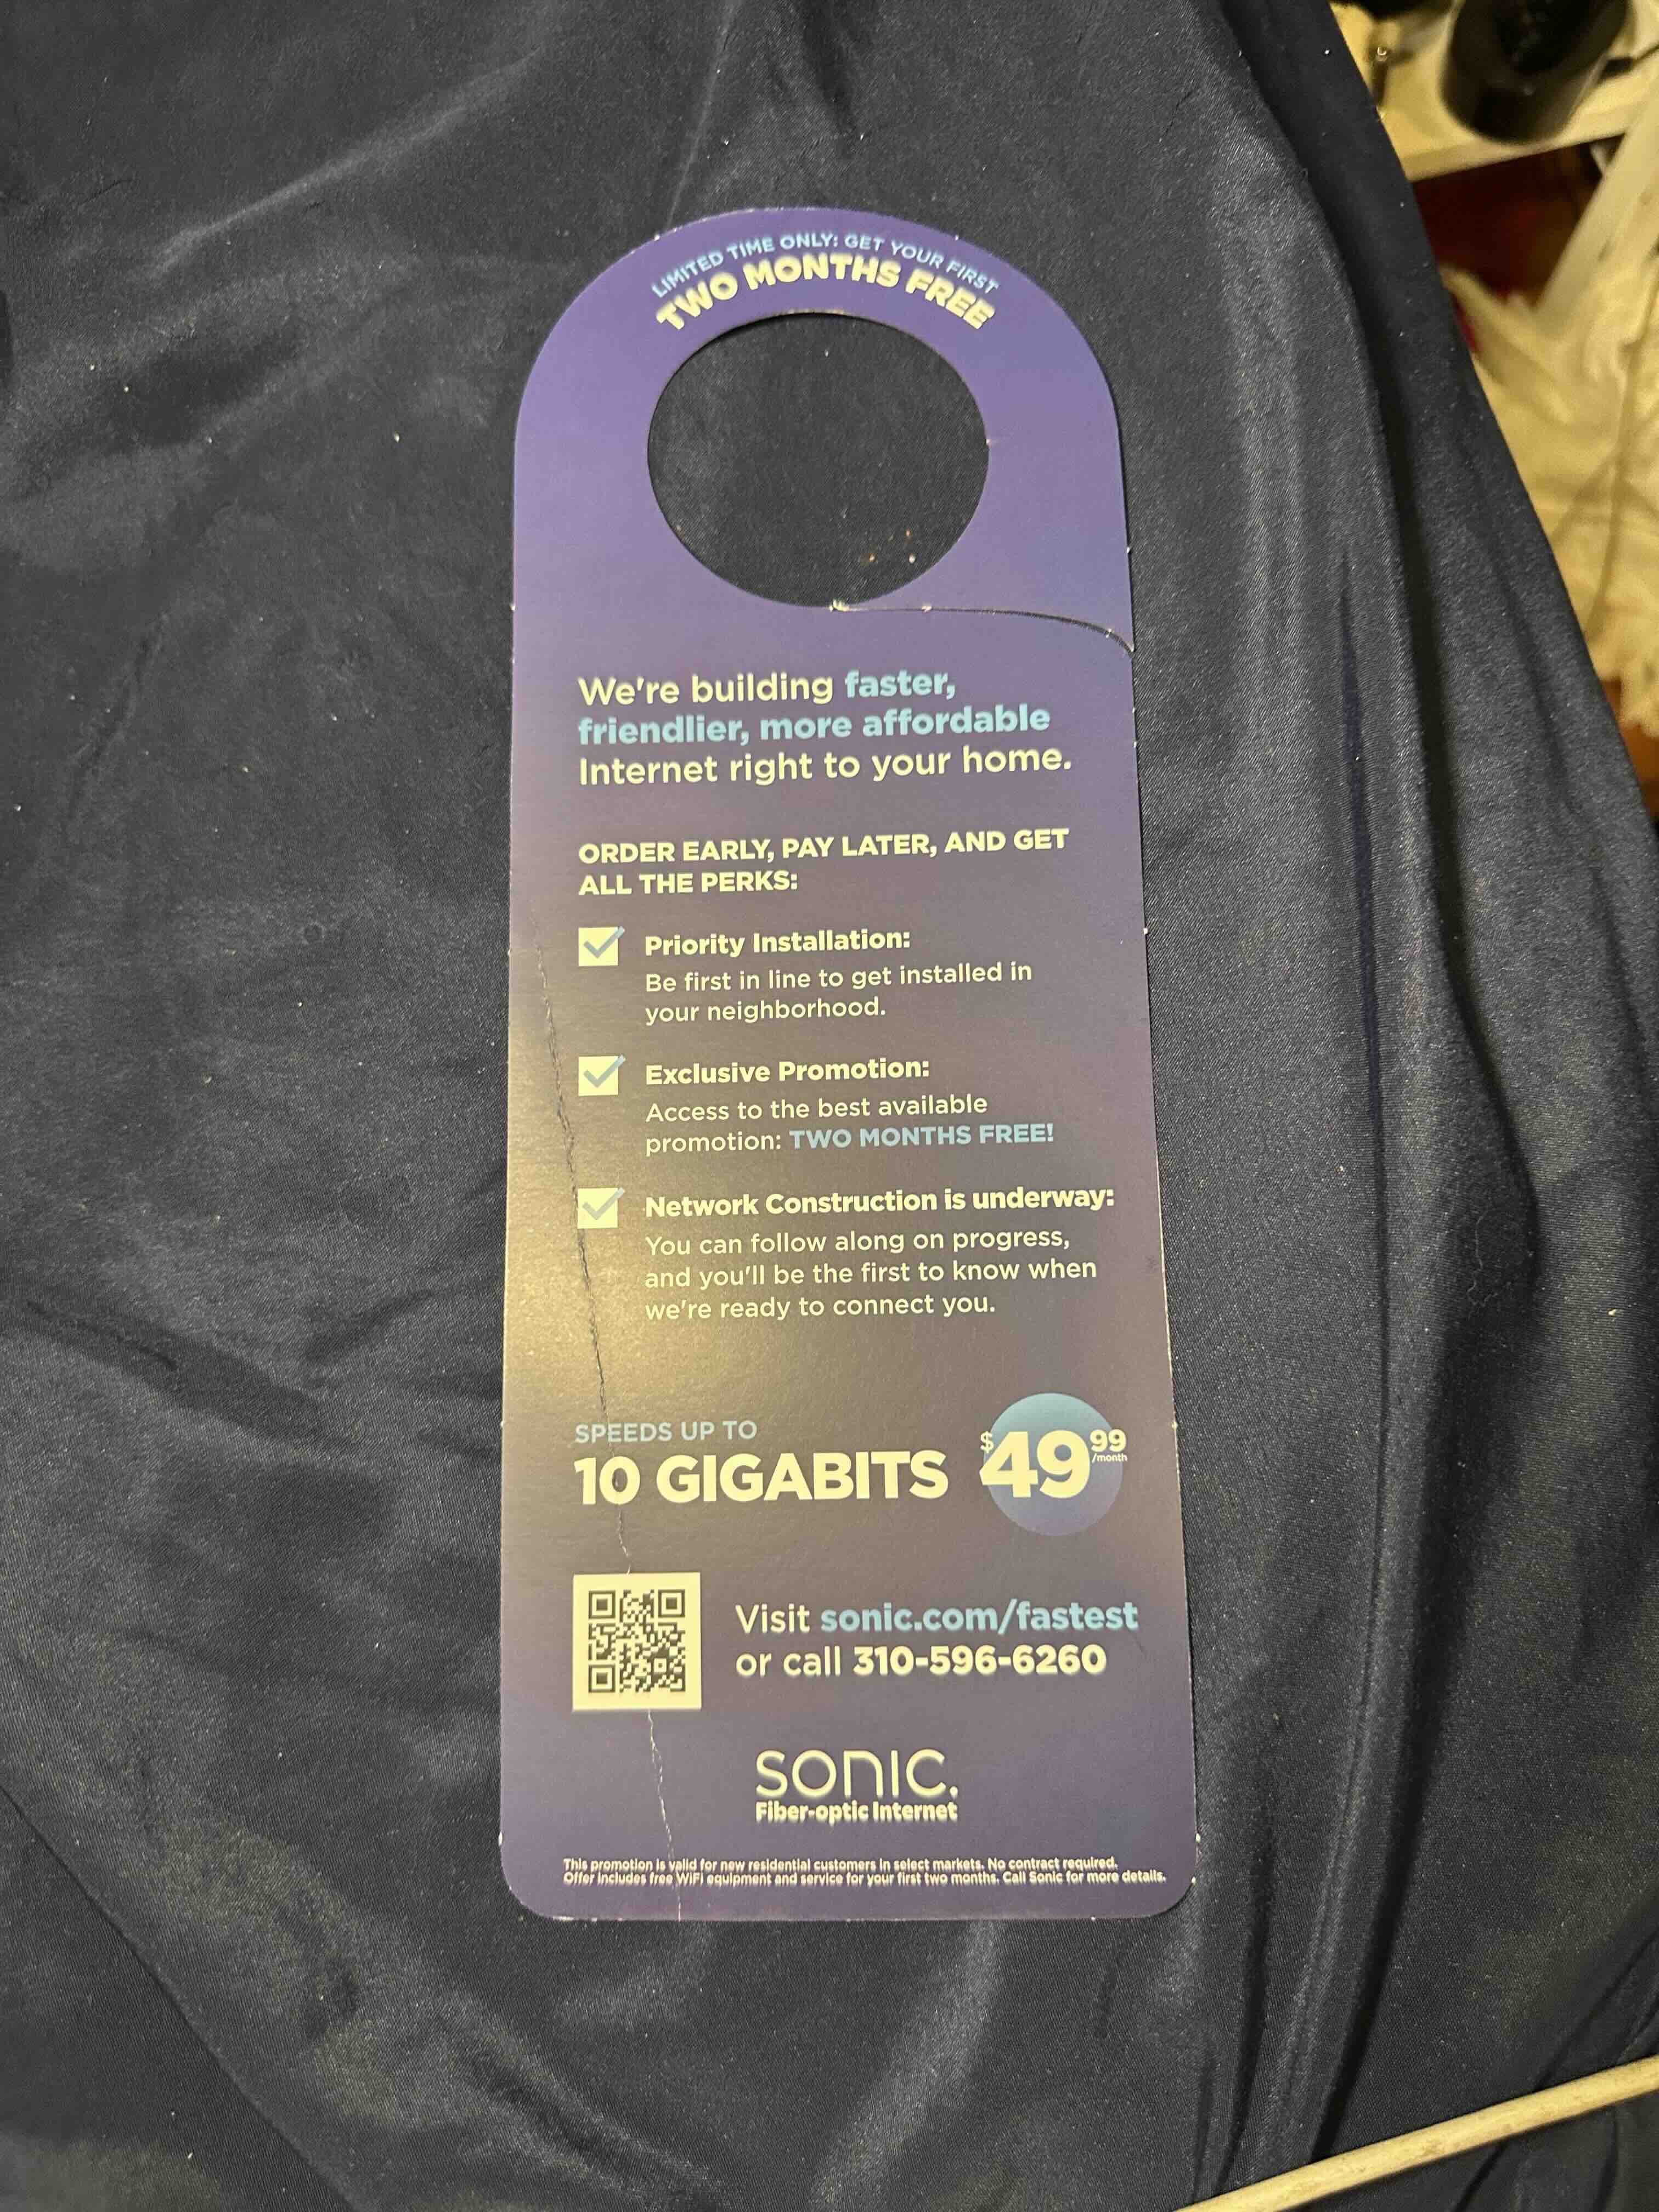 LIMITED TIME ONLY: GET YOUR FIRST
TWO MONTHS FREE
We're building faster,
friendlier, more affordable
Internet right to your home.
ORDER EARLY, PAY LATER, AND GET
ALL THE PERKS:
Priority Installation:
Be first in line to get installed in
your neighborhood.
Exclusive Promotion:
Access to the best available
promotion: TWO MONTHS FREE!
Network Construction is underway:
You can follow along on progress,
and you'll be the first to know when
we're ready to connect you.
SPEEDS UP TO
10 GIGABITS $49 99 /month
Visit sonic.com/fastest
or call 310-596-6260
sonic.
Fiber-optic Internet
This promotion is valid for new residential customers in select markets. No contract required.
Offer includes free WiFi equipment and service for your first two months. Call Sonic for more details.